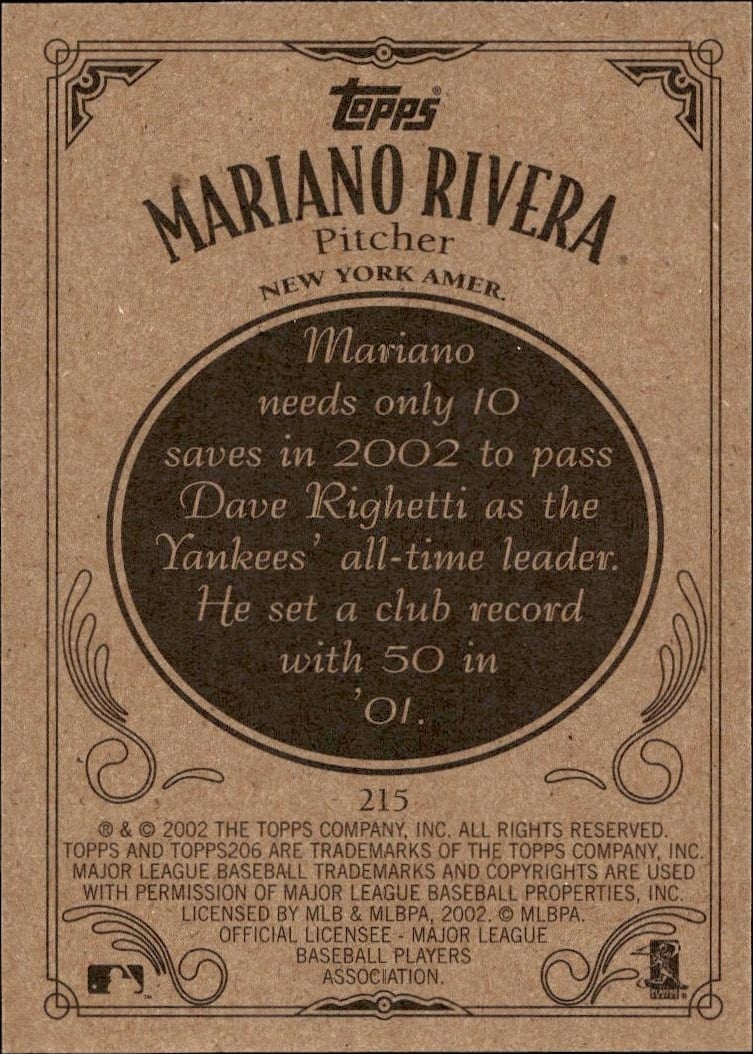 Topps®
MARIANO RIVERA
Pitcher
NEW YORK AMER.
Mariano
needs only 10
saves in 2002 to pass
Dave Righetti as the
Yankees' all-time leader.
He set a club record
with 50 in
'01.
215
® & © 2002 THE TOPPS COMPANY, INC. ALL RIGHTS RESERVED.
TOPPS AND TOPPS206 ARE TRADEMARKS OF THE TOPPS COMPANY, INC.
MAJOR LEAGUE BASEBALL TRADEMARKS AND COPYRIGHTS ARE USED
WITH PERMISSION OF MAJOR LEAGUE BASEBALL PROPERTIES, INC.
LICENSED BY MLB & MLBPA, 2002. © MLBPA.
OFFICIAL LICENSEE - MAJOR LEAGUE
BASEBALL PLAYERS
ASSOCIATION.